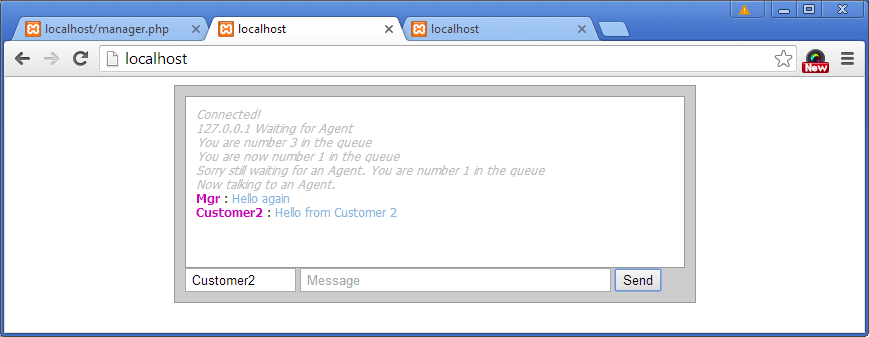 localhost/manager.php
localhost
localhost
localhost
New
Connected!
127.0.0.1 Waiting for Agent
You are number 3 in the queue
You are now number 1 in the queue
Sorry still waiting for an Agent. You are number 1 in the queue
Now talking to an Agent.
Mgr : Hello again
Customer2 : Hello from Customer 2
Customer2
Message
Send